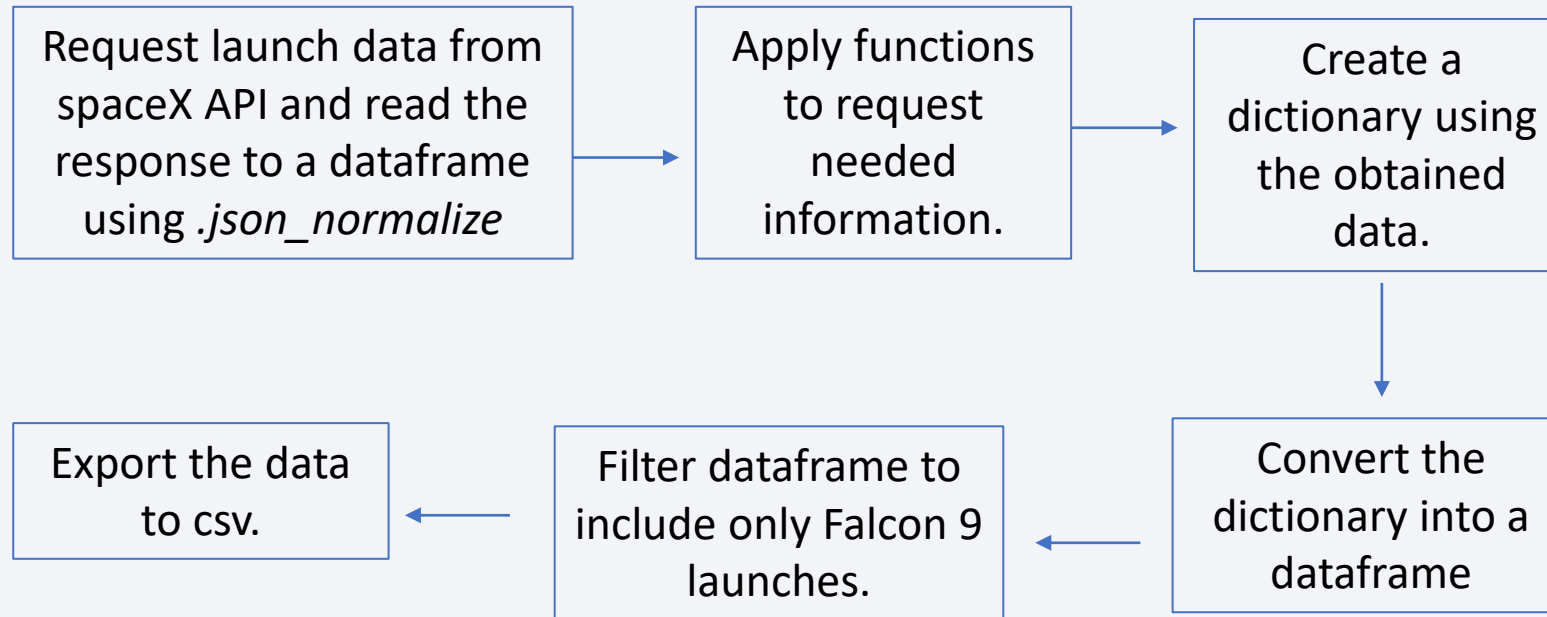 Request launch data from
spaceX API and read the
response to a dataframe
using .json_normalize
Apply functions
to request
needed
information.
Create a
dictionary using
the obtained
data.
Convert the
dictionary into a
dataframe
Filter dataframe to
include only Falcon 9
launches.
Export the data
to csv.